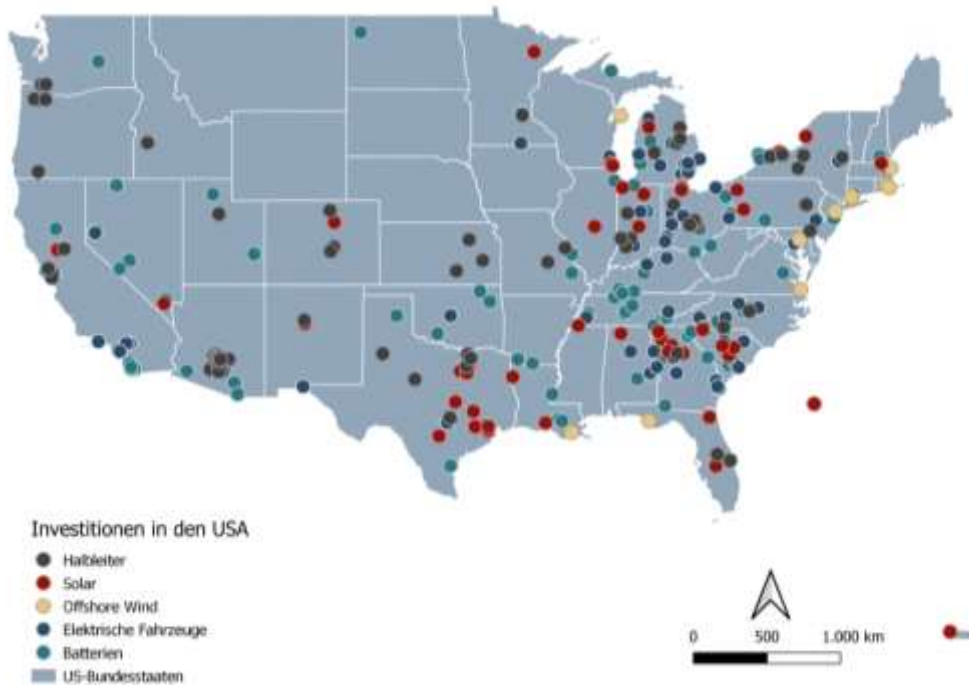 Investitionen in den USA
Halbleiter
Solar
Offshore Wind
Elektrische Fahrzeuge
Batterien
US-Bundesstaaten
0 500 1.000 km